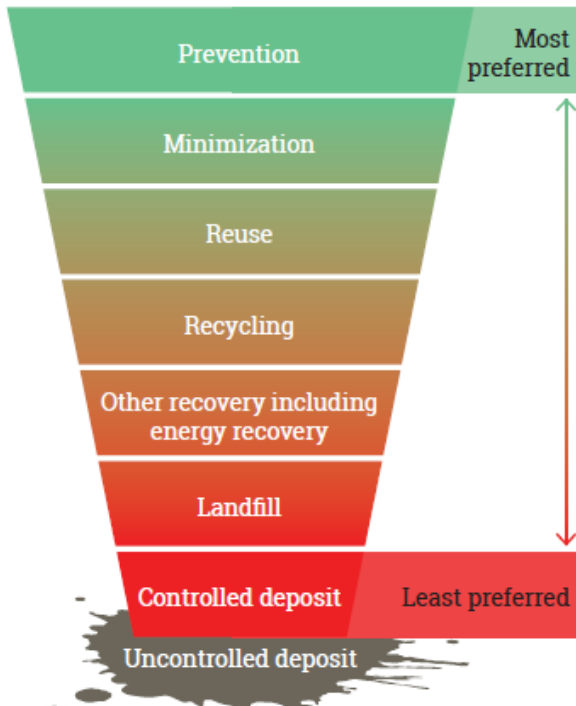 Prevention
Most
preferred
Minimization
Reuse
Recycling
Other recovery including
energy recovery
Landfill
Controlled deposit
Least preferred
Uncontrolled deposit